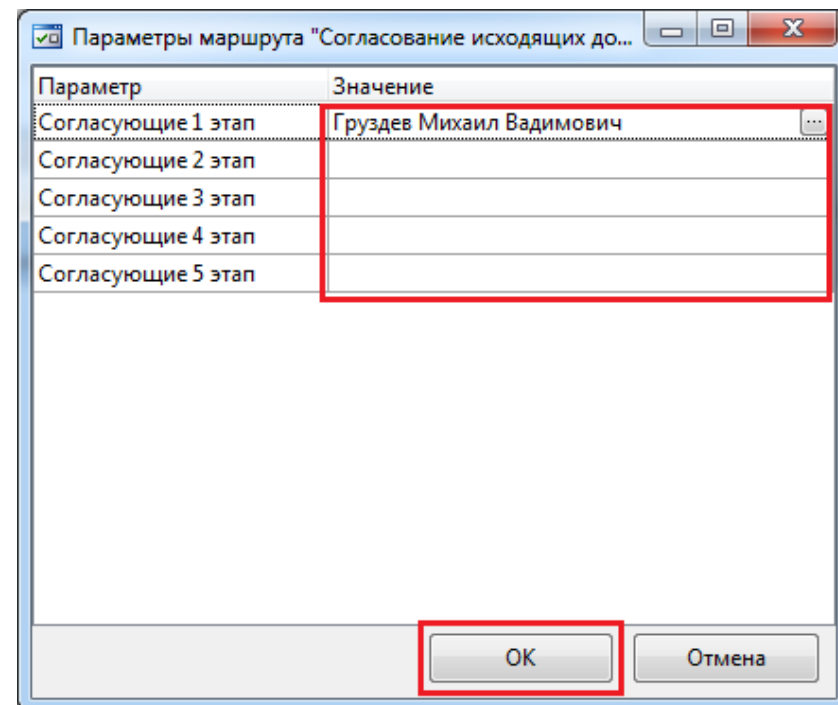 Параметры маршрута "Согласование исходящих до...
Параметр Значение
Согласующие 1 этап Груздев Михаил Вадимович ...
Согласующие 2 этап
Согласующие 3 этап
Согласующие 4 этап
Согласующие 5 этап
ОК Отмена